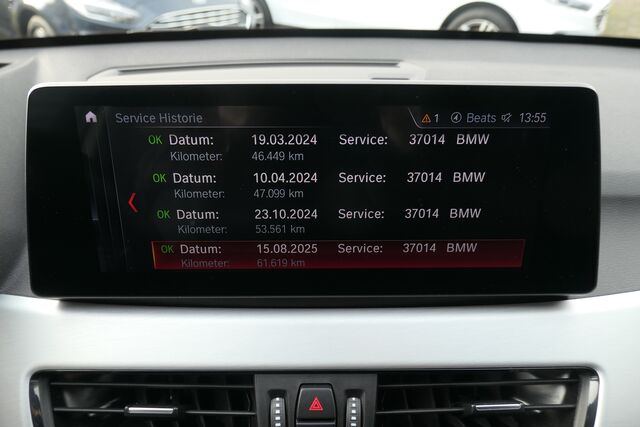 Service Historie
1 Beats 13:55
OK Datum: 19.03.2024 Service: 37014 BMW
Kilometer: 46.449 km
OK Datum: 10.04.2024 Service: 37014 BMW
Kilometer: 47.099 km
OK Datum: 23.10.2024 Service: 37014 BMW
Kilometer: 53.561 km
OK Datum: 15.08.2025 Service: 37014 BMW
Kilometer: 61.619 km